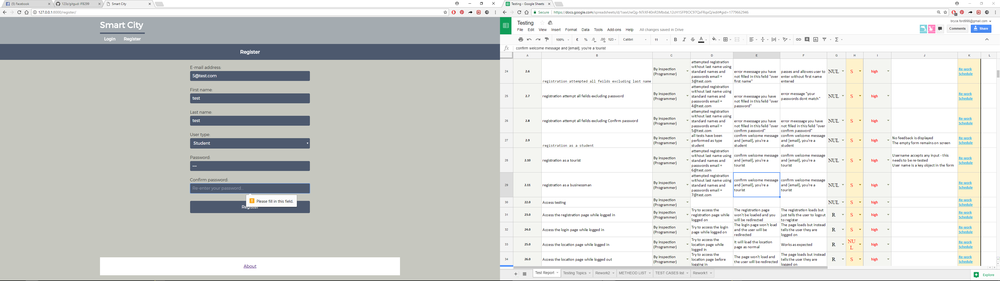 (5) Facebook
123z/gitgud: IFB299
Smart City
127.0.0.1:8000/register/
Smart City
Login Register
Register
E-mail address:
5@test.com
First name:
test
Last name:
test
User type:
Student
Password:
••••
Confirm password:
Re-enter your password...
Please fill in this field.
Register
About
Testing - Google Sheets
Secure https://docs.google.com/spreadsheets/d/1sexUwQg-NTrXF40nR3MbdaL12cH1SFP8OC97QxFRqxQ/edit#gid=1779662946
Testing
bryce.ford998@gmail.com
File Edit View Insert Format Data Tools Add-ons Help All changes saved in Drive
Comments Share
100% £ % .0 .00 123 Calibri 11 B I S A
fx confirm welcome message and [email], you're a tourist
A B C D E F G H I J K L
24 2.6
registration attempted all feilds excluding last name
By inspection
(Programmer)
attempted registration
without last name using
standard names and
passwords email =
3@test.com
error meessage you have
not filled in this feild "over
first name"
passes and allowes user to
enter without first name
entered
NUL S high
Re-work
Schedule
25 2.7
registration attempt all feilds excluding password
By inspection
(Programmer)
attempted registration
without last name using
standard names and
passwords email =
4@test.com
error meessage you have
not filled in this feild "over
password"
error message "your
passwords dont match"
NUL S high
Re-work
Schedule
26 2.8
registration attempt all feilds excluding Confirm password
By inspection
(Programmer)
attempted registration
without last name using
standard names and
passwords email =
5@test.com
error meessage you have
not filled in this feild "over
confirm password"
error meessage you have
not filled in this feild "over
confirm password"
NUL S high
Re-work
Schedule
27 2.9
registration as a student
By inspection
(Programmer)
all tests have been
performed as type
student
confirm welcome message
and [email], you're a
student
confirm welcome message
and [email], you're a
student
NUL S high
No feedback is displayed
The empty form remains on screen
Re-work
Schedule
28 2.10
registration as a tourist
By inspection
(Programmer)
attempted registration
without last name using
standard names and
passwords email =
6@test.com
confirm welcome message
and [email], you're a
tourist
confirm welcome message
and [email], you're a
tourist
NUL S high
Username accepts any input - this
needs to be re-tested
User name is a key object in the form
Re-work
Schedule
29 2.11
registration as a businessman
By inspection
(Programmer)
attempted registration
without last name using
standard names and
passwords email =
7@test.com
confirm welcome message
and [email], you're a
tourist
confirm welcome message
and [email], you're a
tourist
NUL S high
Re-work
Schedule
30 22.0
Access testing
By inspection
(Programmer)
NUL S high
Re-work
Schedule
31 23.0
Access the registration page while logged in
By inspection
(Programmer)
Try to access the
registration page while
logged on
The registration page
won't be loaded and you
will be redirected
The registration loads but
just tells the user to logout
to register
R S high
Re-work
Schedule
32 24.0
Access the login page while logged in
By inspection
(Programmer)
Try to access the login
page while logged on
The login page won't load
and the user will be
redirected
The page loads but instead
tells the user they are
logged on
R S high
Re-work
Schedule
33 25.0
Access the location page while logged in
By inspection
(Programmer)
Try to access the
location page while
logged in
It will load the location
page as normal
Works as expected
R
NU
L
high
Re-work
Schedule
34 26.0
Access the location page while logged out
By inspection
(Programmer)
Try to access the
location page before
logging in
The page won't load and
the user will be redirected
The page loads but instead
tells the user they are
logged on
R S high
Re-work
Schedule
Test Report Testing Topics Rework2 METHEOD LIST TEST CASES list Rework1
Explore